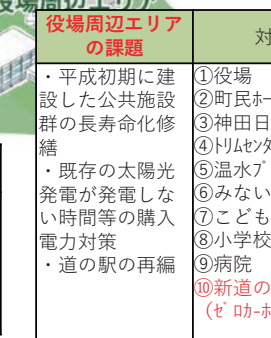 役場周辺エリア
役場周辺エリア
の課題
・平成初期に建
設した公共施設
群の長寿命化修
繕
・既存の太陽光
発電が発電しな
い時間等の購入
電力対策
・道の駅の再編
対
①役場
②町民ﾎｰ
③神田日
④ﾄﾘﾑｾﾝﾀ
⑤温水ﾌﾟ
⑥みない
⑦こども
⑧小学校
⑨病院
⑩新道の
(ｾﾞﾛｶｰﾎ